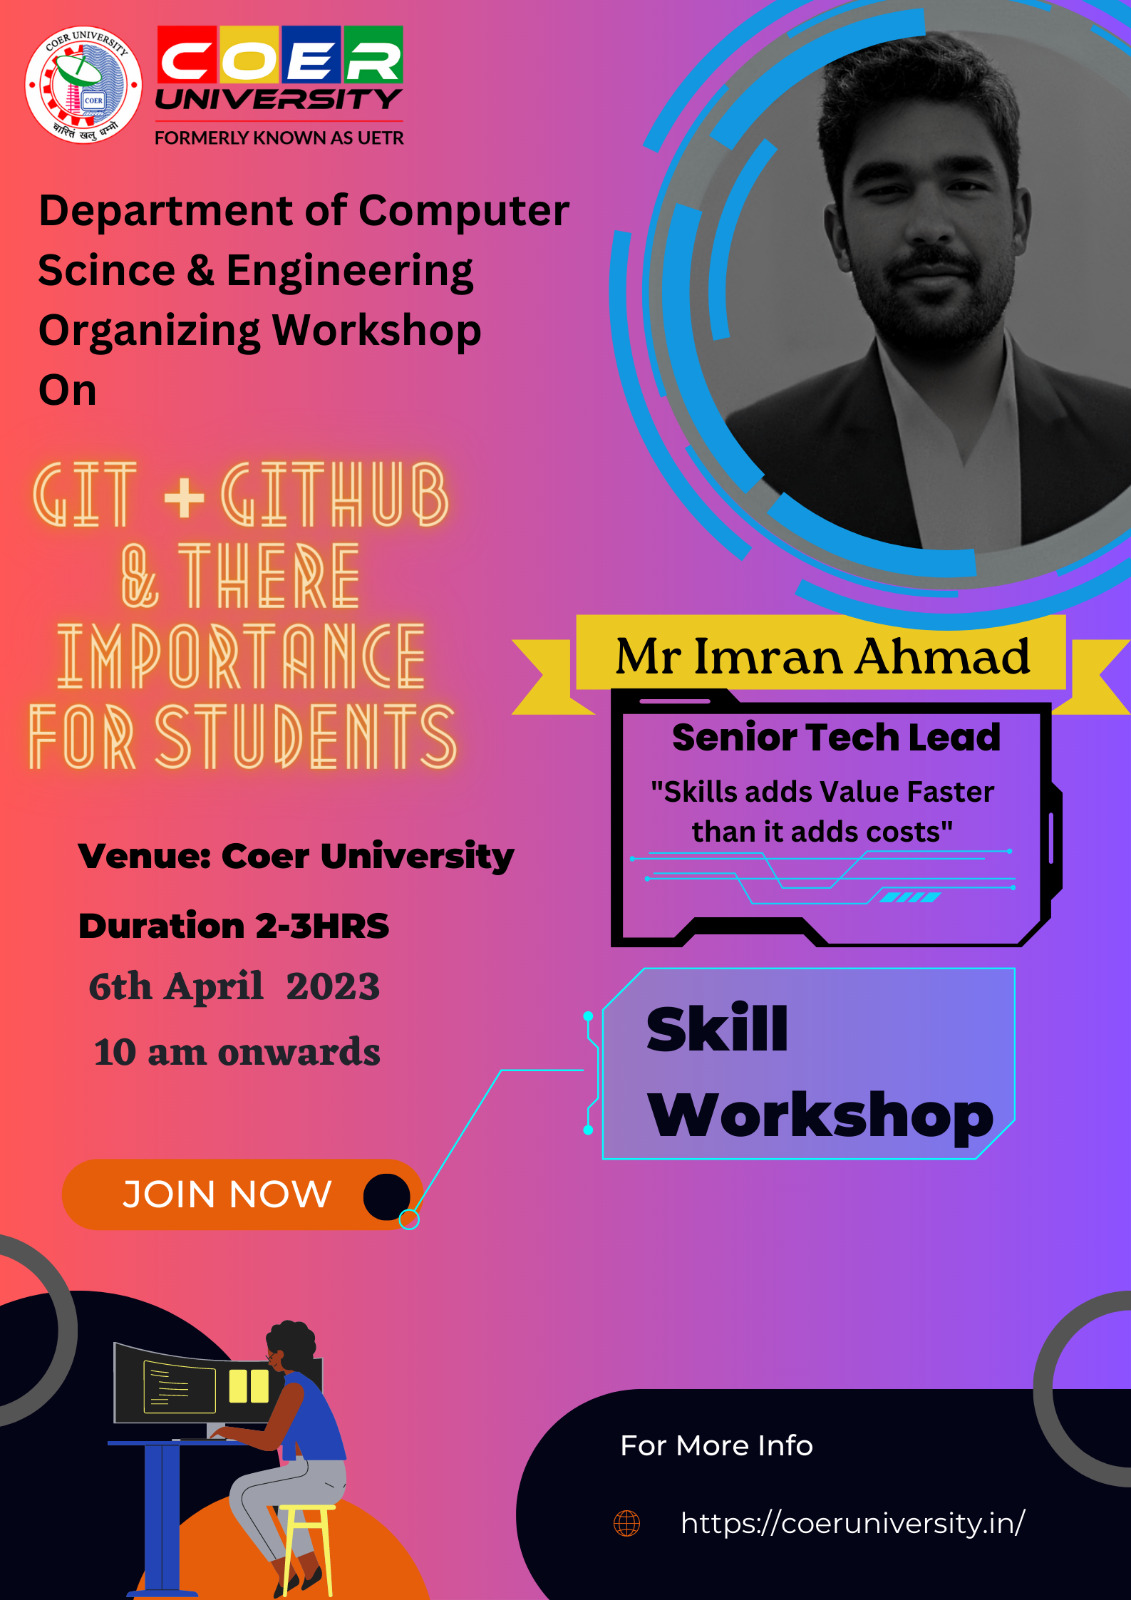 COER UNIVERSITY
COER
चारित्रं खलु धम्मो
COER
UNIVERSITY
FORMERLY KNOWN AS UETR
Department of Computer
Scince & Engineering
Organizing Workshop
On
GIT + GITHUB
& THERE
IMPORTANCE
FOR STUDENTS
Mr Imran Ahmad
Senior Tech Lead
"Skills adds Value Faster
than it adds costs"
Venue: Coer University
Duration 2-3HRS
6th April 2023
10 am onwards
Skill
Workshop
JOIN NOW
For More Info
https://coeruniversity.in/